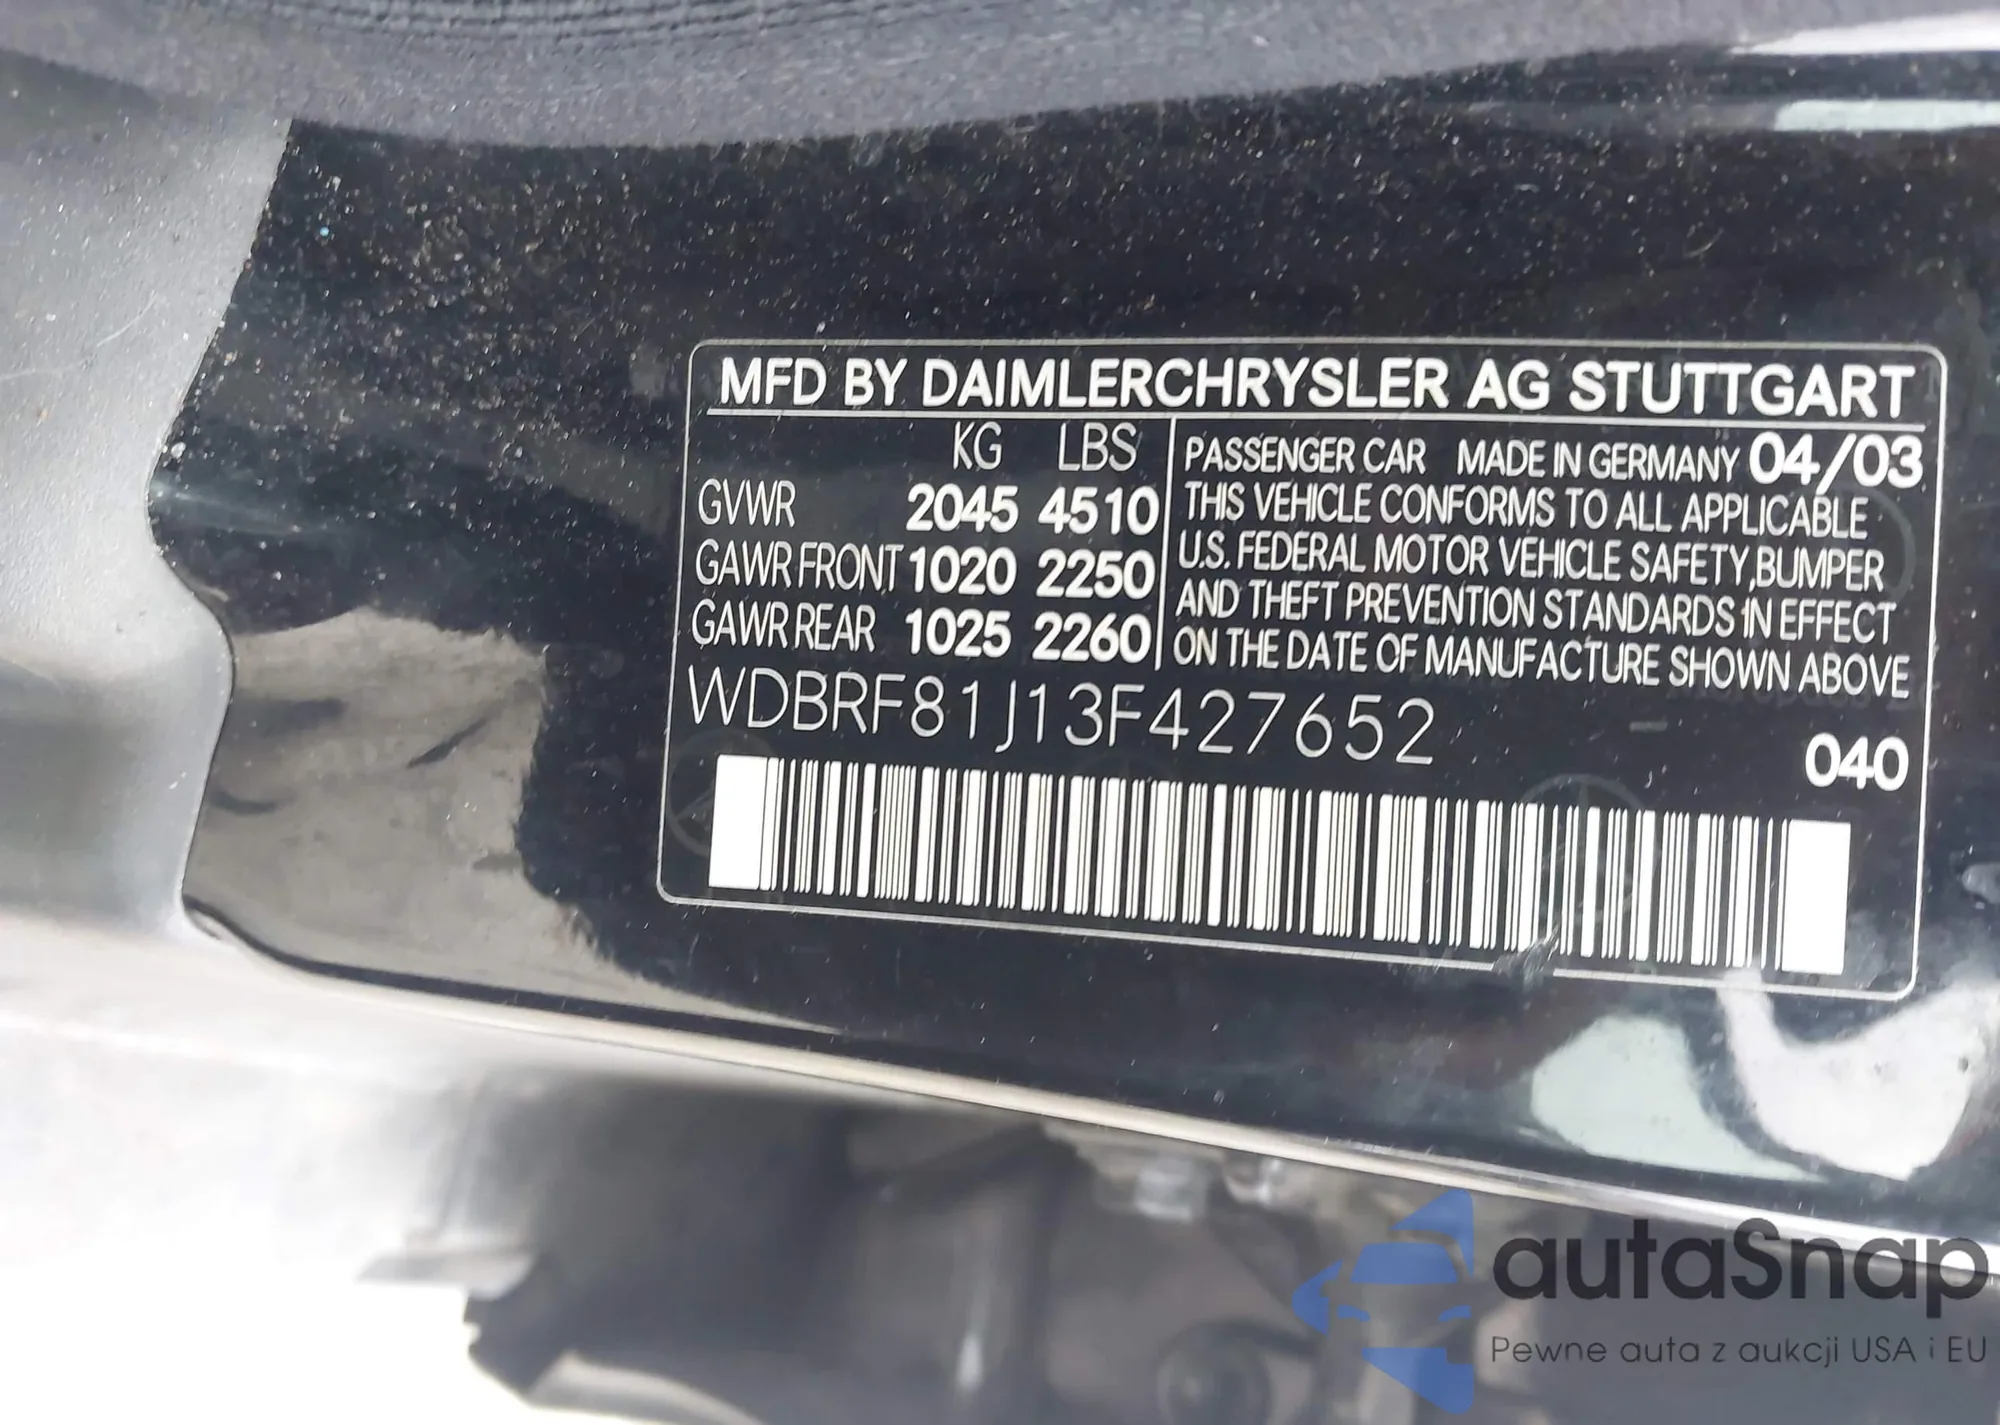 MFD BY DAIMLERCHRYSLER AG STUTTGART
KG LBS
GVWR 2045 4510
GAWR FRONT 1020 2250
GAWR REAR 1025 2260
PASSENGER CAR MADE IN GERMANY 04/03
THIS VEHICLE CONFORMS TO ALL APPLICABLE
U.S. FEDERAL MOTOR VEHICLE SAFETY, BUMPER
AND THEFT PREVENTION STANDARDS IN EFFECT
ON THE DATE OF MANUFACTURE SHOWN ABOVE
WDBRF81J13F427652
040
autaSnap
Pewne auta z aukcji USA i EU